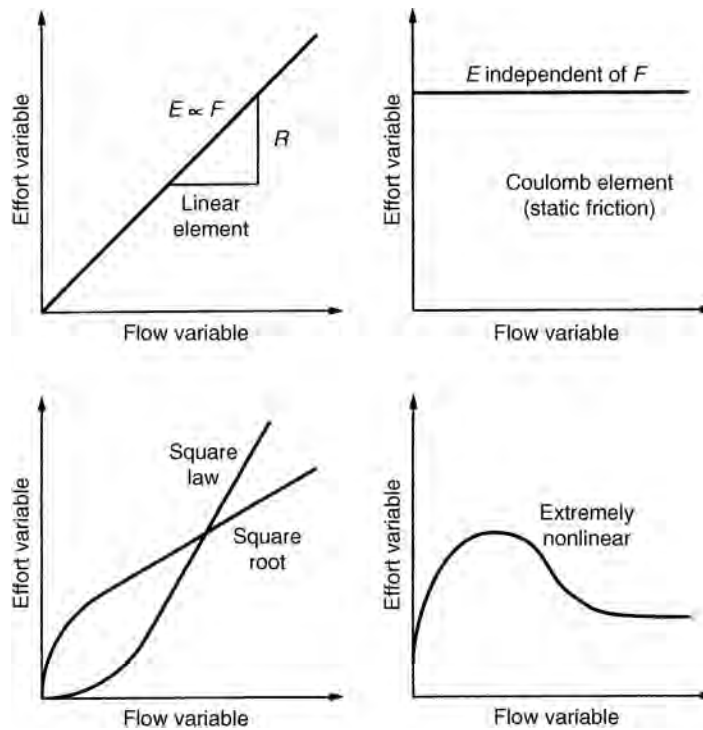 Effort variable
E ∝ F
R
Linear
element
Flow variable
Effort variable
E independent of F
Coulomb element
(static friction)
Flow variable
Effort variable
Square
law
Square
root
Flow variable
Effort variable
Extremely
nonlinear
Flow variable